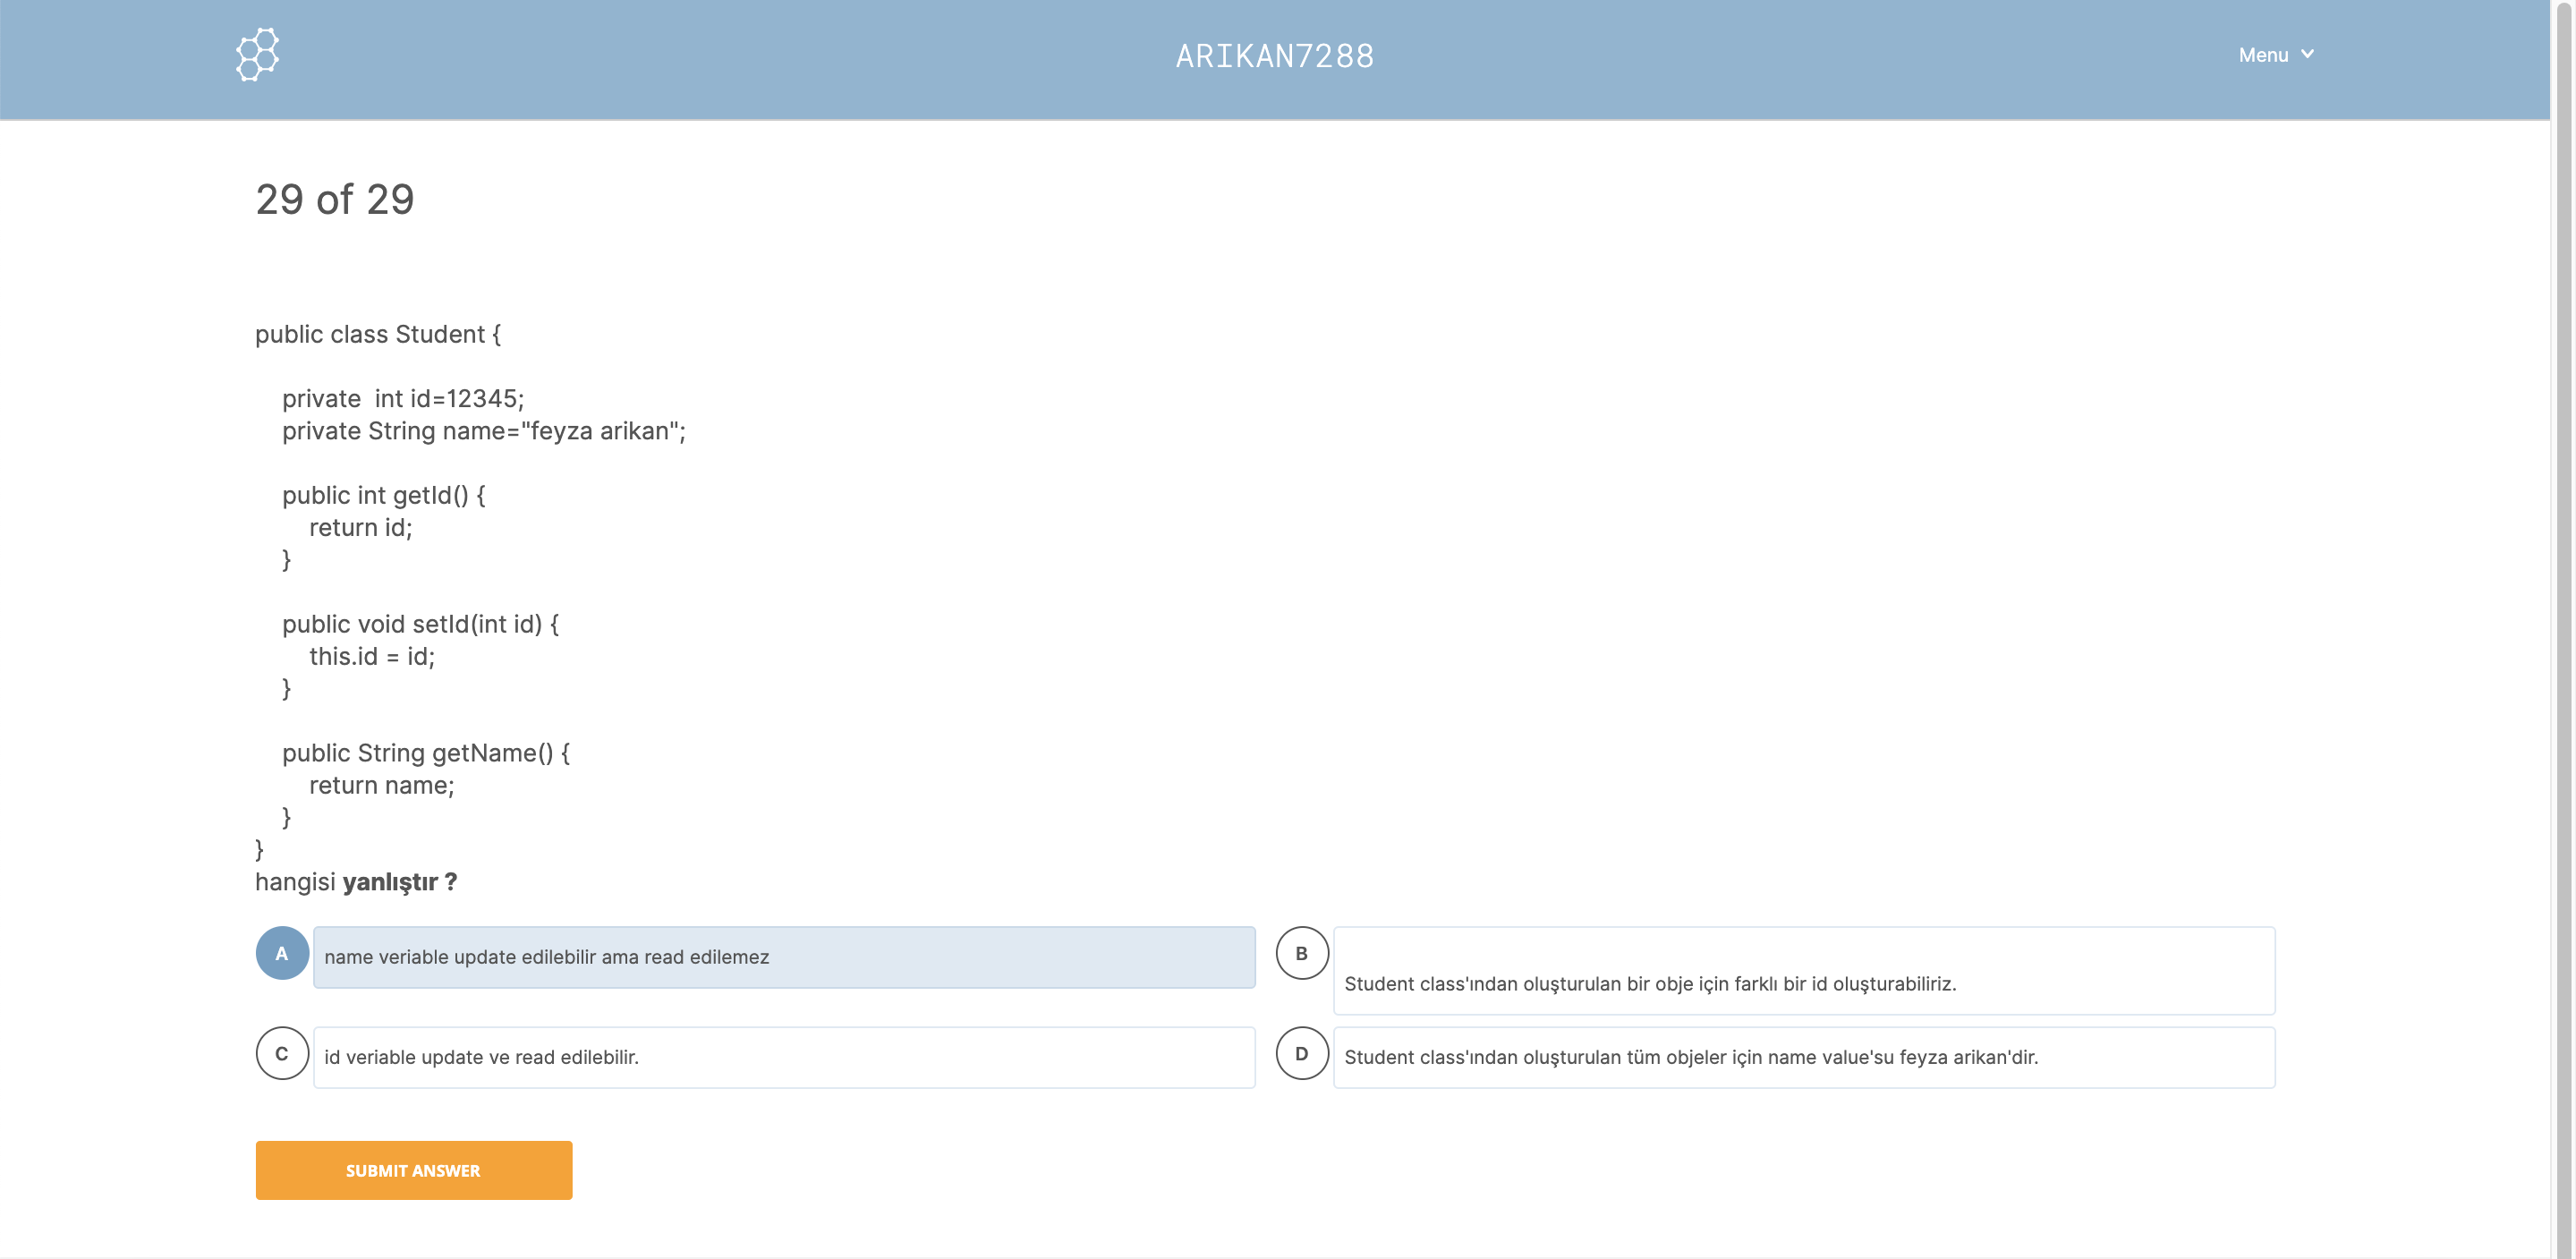 ARIKAN7288
Menu
29 of 29
public class Student {
private  int id=12345;
private String name="feyza arikan";
public int getId() {
return id;
}
public void setId(int id) {
this.id = id;
}
public String getName() {
return name;
}
}
hangisi yanlıştır ?
A
name veriable update edilebilir ama read edilemez
B
Student class'ından oluşturulan bir obje için farklı bir id oluşturabiliriz.
C
id veriable update ve read edilebilir.
D
Student class'ından oluşturulan tüm objeler için name value'su feyza arikan'dir.
SUBMIT ANSWER